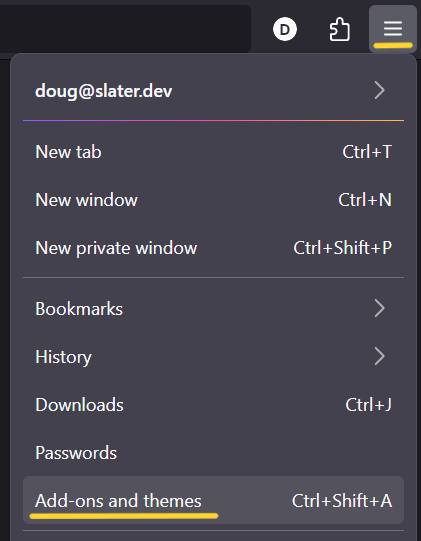 D
doug@slater.dev
New tab Ctrl+T
New window Ctrl+N
New private window Ctrl+Shift+P
Bookmarks
History
Downloads Ctrl+J
Passwords
Add-ons and themes Ctrl+Shift+A